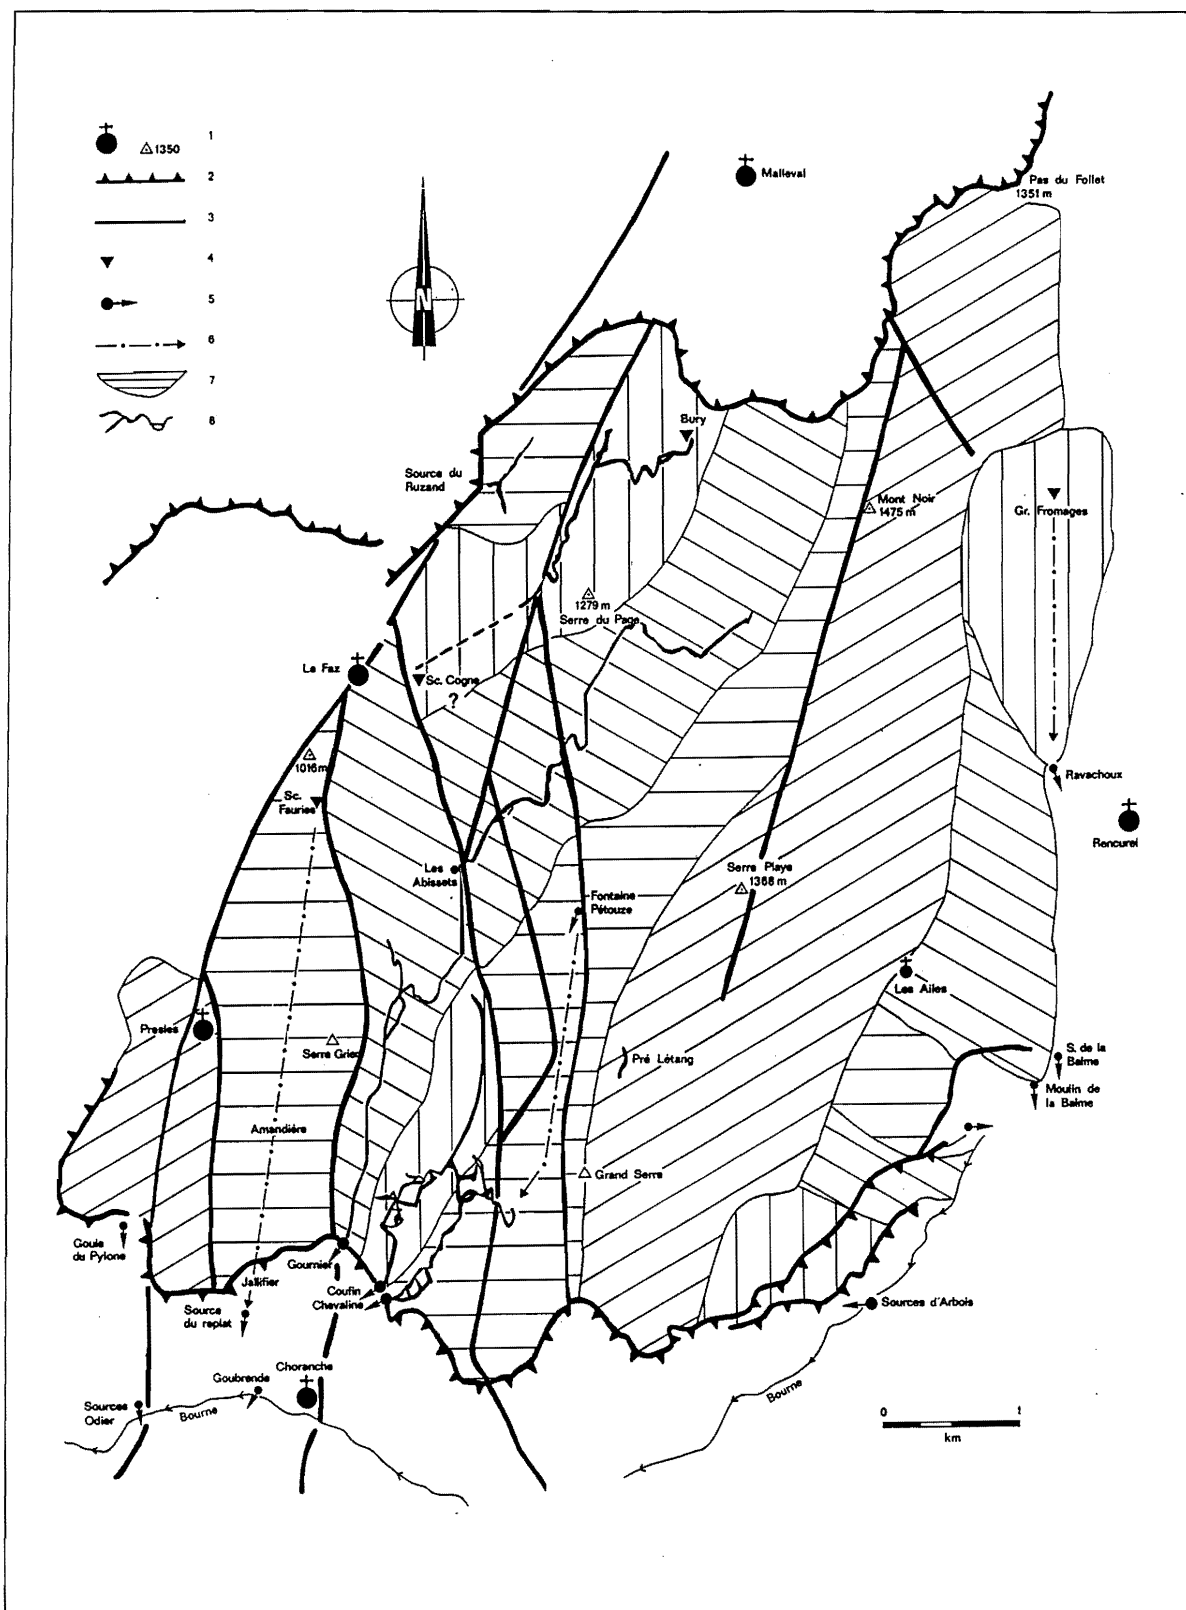 1
1350
2
3
4
5
6
7
8
N
Malleval
Pas du Follet
1351 m
Bury
Source du
Ruzand
Mont Noir
1475 m
Gr. Fromages
1279 m
Serre du Page
Le Faz
Sc. Cogne
?
1016m
Sc.
Fauries
Ravachoux
Rencurel
Les
Abissets
Serre Playe
1368 m
Fontaine
Pétouze
Les Ailes
Presles
Serre Grier
Pré Létang
S. de la
Balme
Moulin de
la Balme
Amandière
Grand Serre
Goule
du Pylone
Gournier
Jallifier
Coufin
Chevaline
Source
du replat
Sources d'Arbois
Choranche
Goubrende
Sources
Odier
Bourne
Bourne
0 1
km